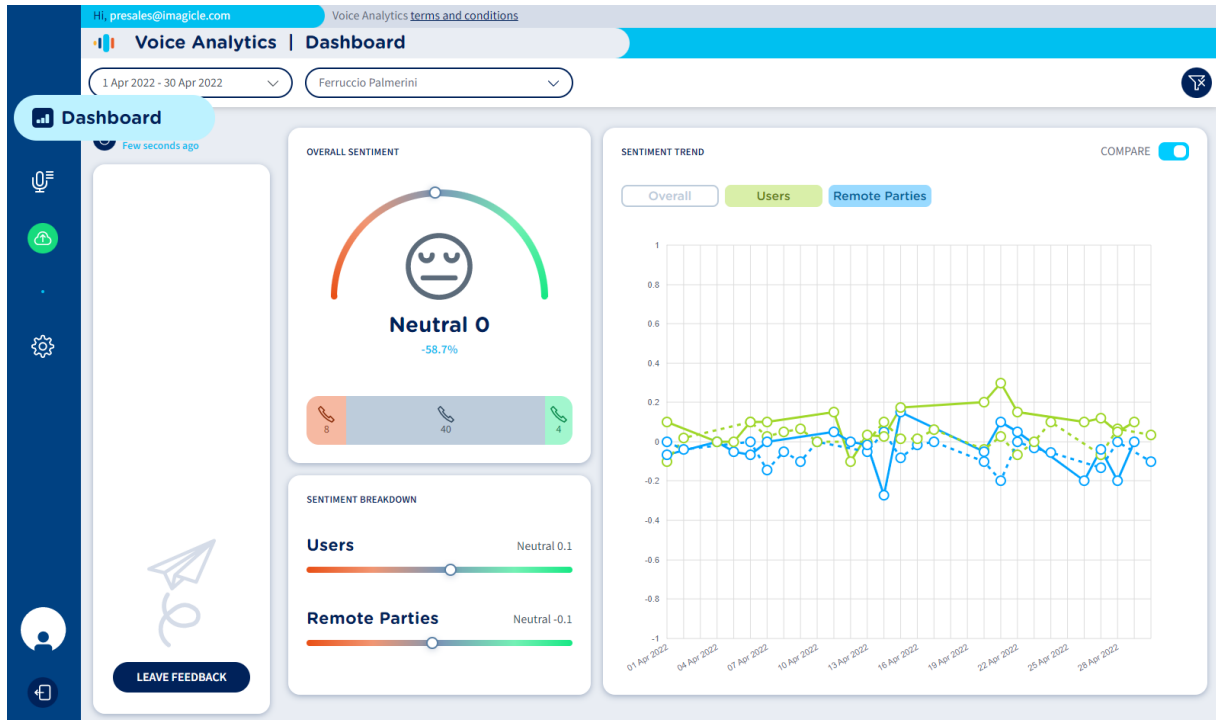 Hi, presales@imagicle.com
Voice Analytics terms and conditions
Voice Analytics | Dashboard
1 Apr 2022 - 30 Apr 2022
Ferruccio Palmerini
Dashboard
Few seconds ago
LEAVE FEEDBACK
OVERALL SENTIMENT
Neutral 0
-58.7%
8
40
4
SENTIMENT BREAKDOWN
Users
Neutral 0.1
Remote Parties
Neutral -0.1
SENTIMENT TREND
COMPARE
Overall
Users
Remote Parties
1
0.8
0.6
0.4
0.2
0
-0.2
-0.4
-0.6
-0.8
-1
01 Apr 2022
04 Apr 2022
07 Apr 2022
10 Apr 2022
13 Apr 2022
16 Apr 2022
19 Apr 2022
22 Apr 2022
25 Apr 2022
28 Apr 2022